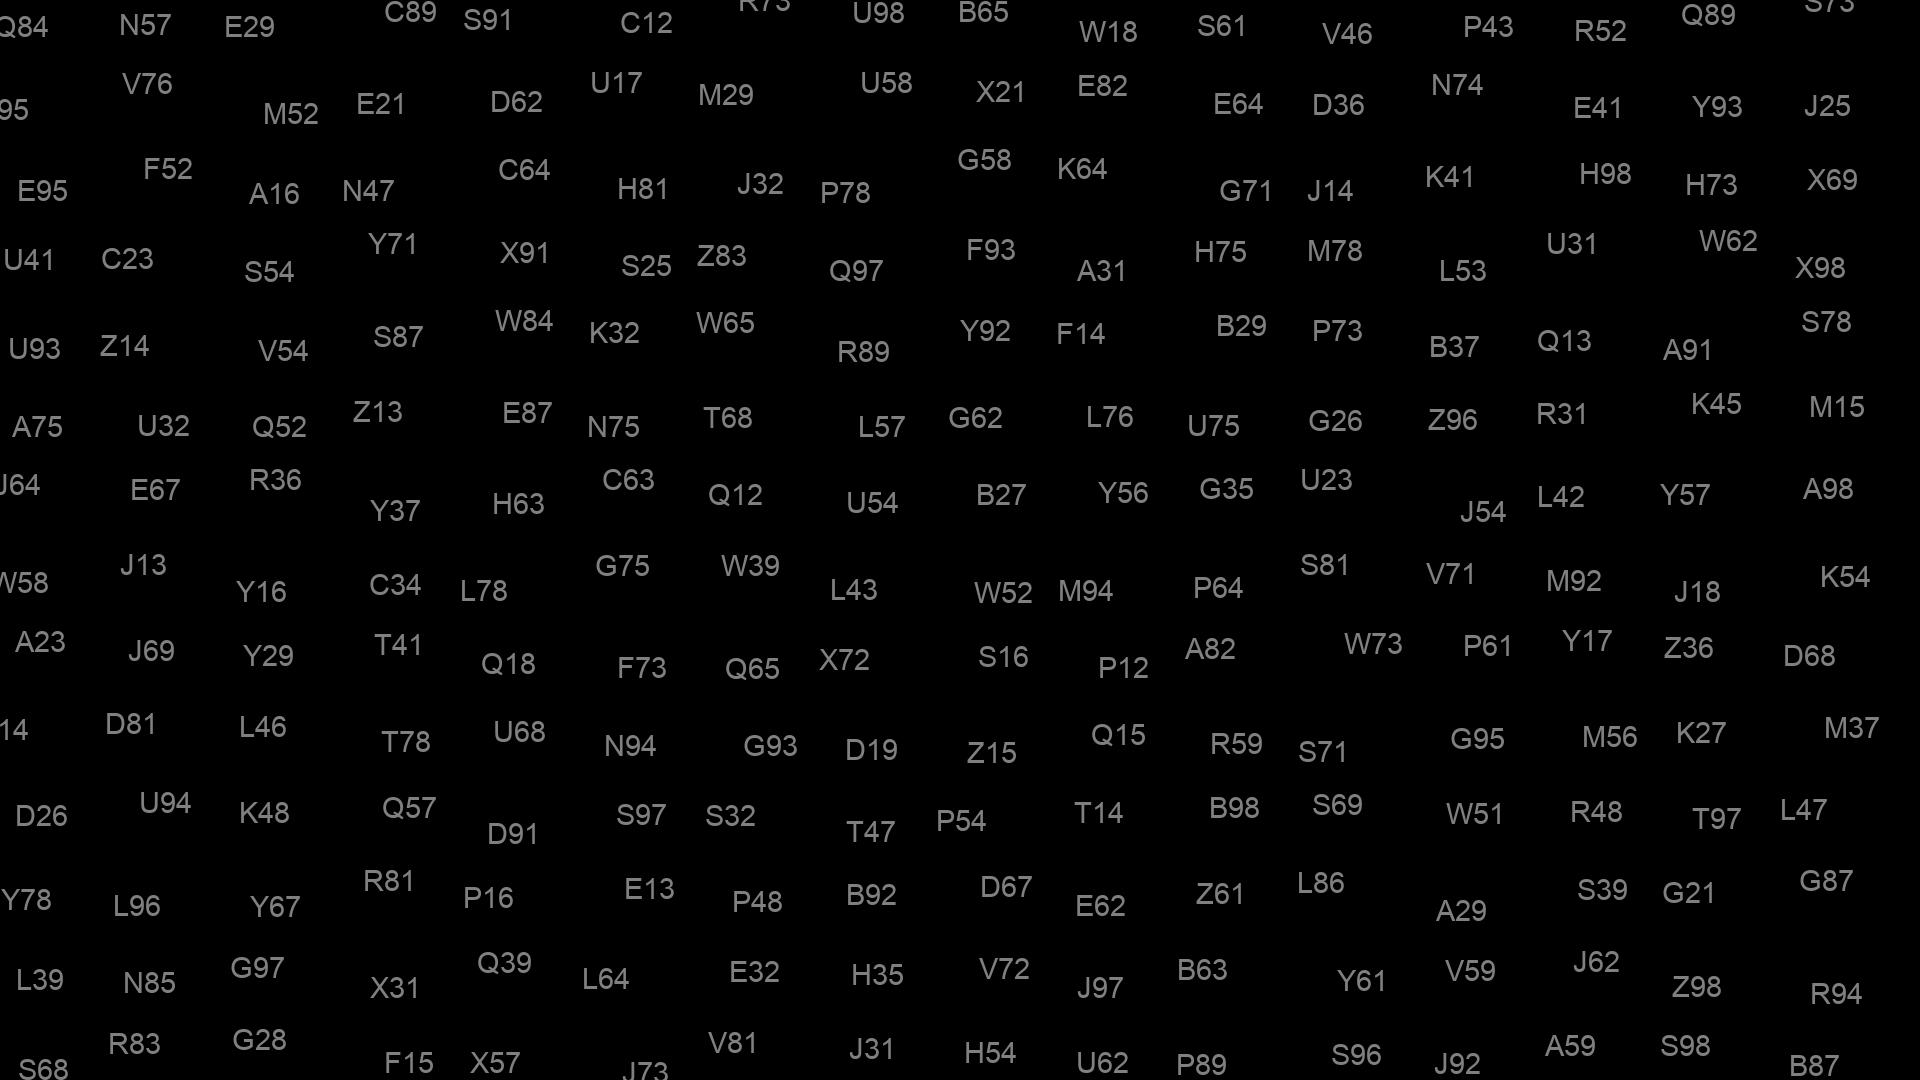 Q84 N57 E29 C89 S91 C12 R73 U98 B65 W18 S61 V46 P43 R52 Q89 S73
95 V76 M52 E21 D62 U17 M29 U58 X21 E82 E64 D36 N74 E41 Y93 J25
E95 F52 A16 N47 C64 H81 J32 P78 G58 K64 G71 J14 K41 H98 H73 X69
U41 C23 S54 Y71 X91 S25 Z83 Q97 F93 A31 H75 M78 L53 U31 W62 X98
U93 Z14 V54 S87 W84 K32 W65 R89 Y92 F14 B29 P73 B37 Q13 A91 S78
A75 U32 Q52 Z13 E87 N75 T68 L57 G62 L76 U75 G26 Z96 R31 K45 M15
J64 E67 R36 Y37 H63 C63 Q12 U54 B27 Y56 G35 U23 J54 L42 Y57 A98
W58 J13 Y16 C34 L78 G75 W39 L43 W52 M94 P64 S81 V71 M92 J18 K54
A23 J69 Y29 T41 Q18 F73 Q65 X72 S16 P12 A82 W73 P61 Y17 Z36 D68
14 D81 L46 T78 U68 N94 G93 D19 Z15 Q15 R59 S71 G95 M56 K27 M37
D26 U94 K48 Q57 D91 S97 S32 T47 P54 T14 B98 S69 W51 R48 T97 L47
Y78 L96 Y67 R81 P16 E13 P48 B92 D67 E62 Z61 L86 A29 S39 G21 G87
L39 N85 G97 X31 Q39 L64 E32 H35 V72 J97 B63 Y61 V59 J62 Z98 R94
S68 R83 G28 F15 X57 J73 V81 J31 H54 U62 P89 S96 J92 A59 S98 B87